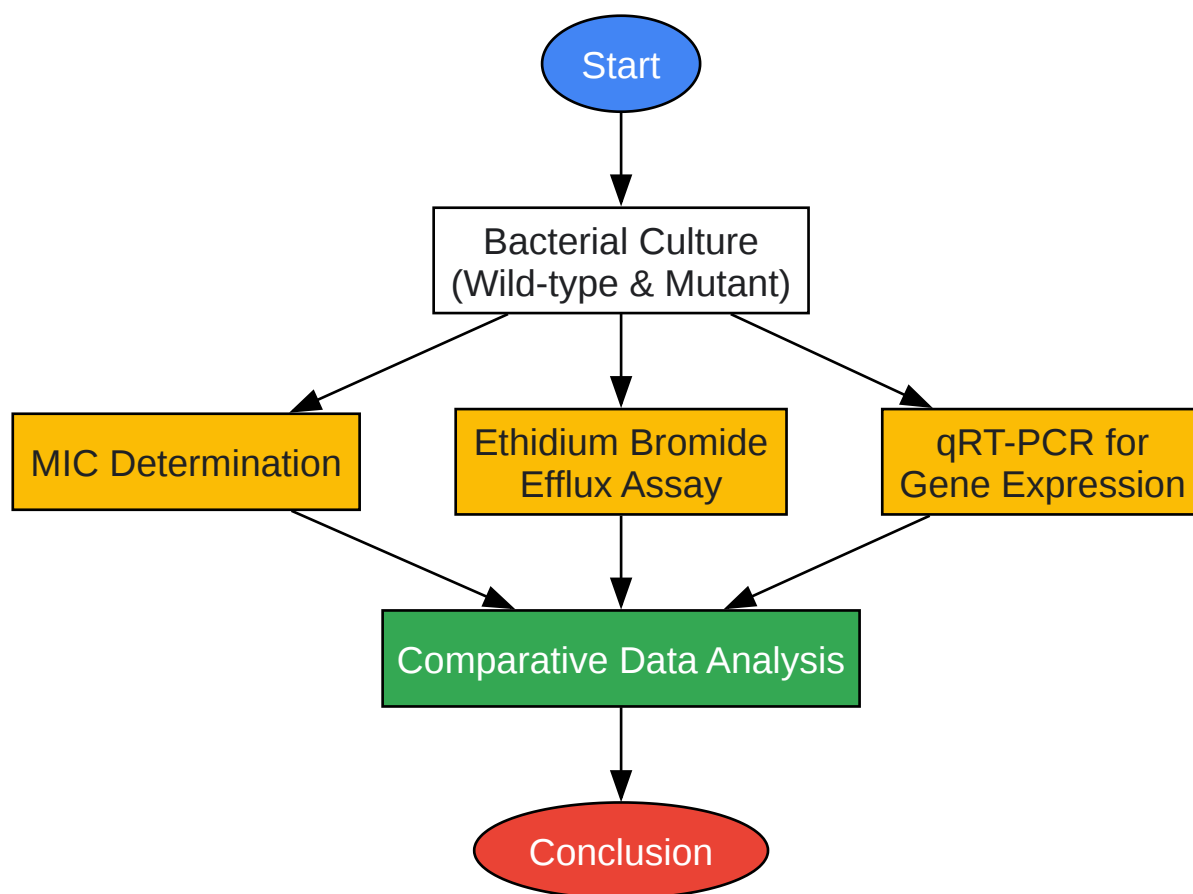 Start
Bacterial Culture
(Wild-type & Mutant)
MIC Determination
Ethidium Bromide
Efflux Assay
qRT-PCR for
Gene Expression
Comparative Data Analysis
Conclusion